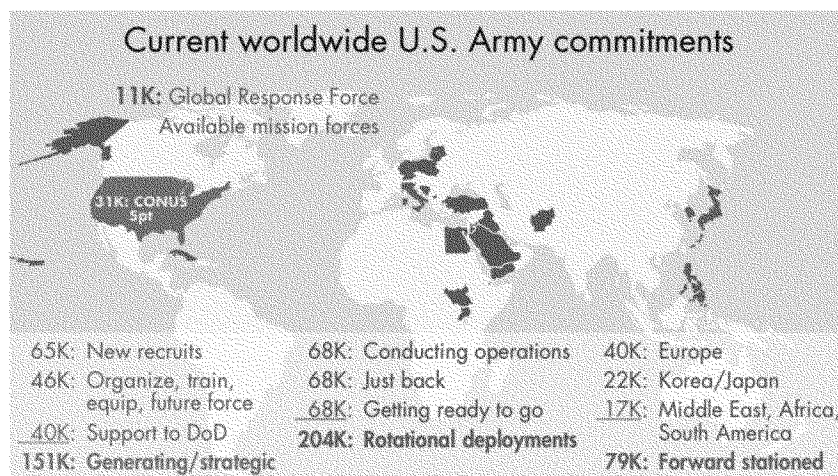 Current worldwide U.S. Army commitments
11K: Global Response Force
Available mission forces
31K: CONUS
Spt
65K: New recruits
46K: Organize, train,
equip, future force
40K: Support to DoD
151K: Generating/strategic
68K: Conducting operations
68K: Just back
68K: Getting ready to go
204K: Rotational deployments
40K: Europe
22K: Korea/Japan
17K: Middle East, Africa,
South America
79K: Forward stationed